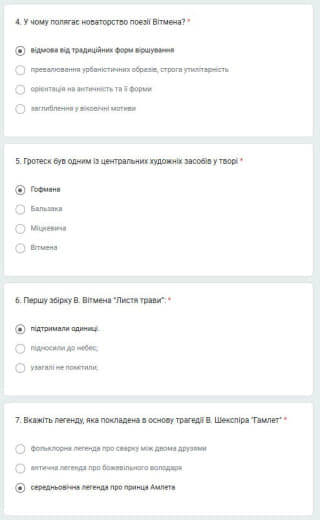 4. У чому полягає новаторство поезії Вітмена? *
відмова від традиційних форм віршування
превалювання урбаністичних образів, строга утилітарність
орієнтація на античність та її форми
заглиблення у віковічні мотиви
5. Гротеск був одним із центральних художніх засобів у творі *
Гофмана
Бальзака
Міцкевича
Вітмена
6. Першу збірку В. Вітмена "Листя трави": *
підтримали одиниці.
підносили до небес;
узагалі не помітили;
7. Вкажіть легенду, яка покладена в основу трагедії В. Шекспіра "Гамлет" *
фольклорна легенда про сварку між двома друзями
антична легенда про божевільного володаря
середньовічна легенда про принца Амлета